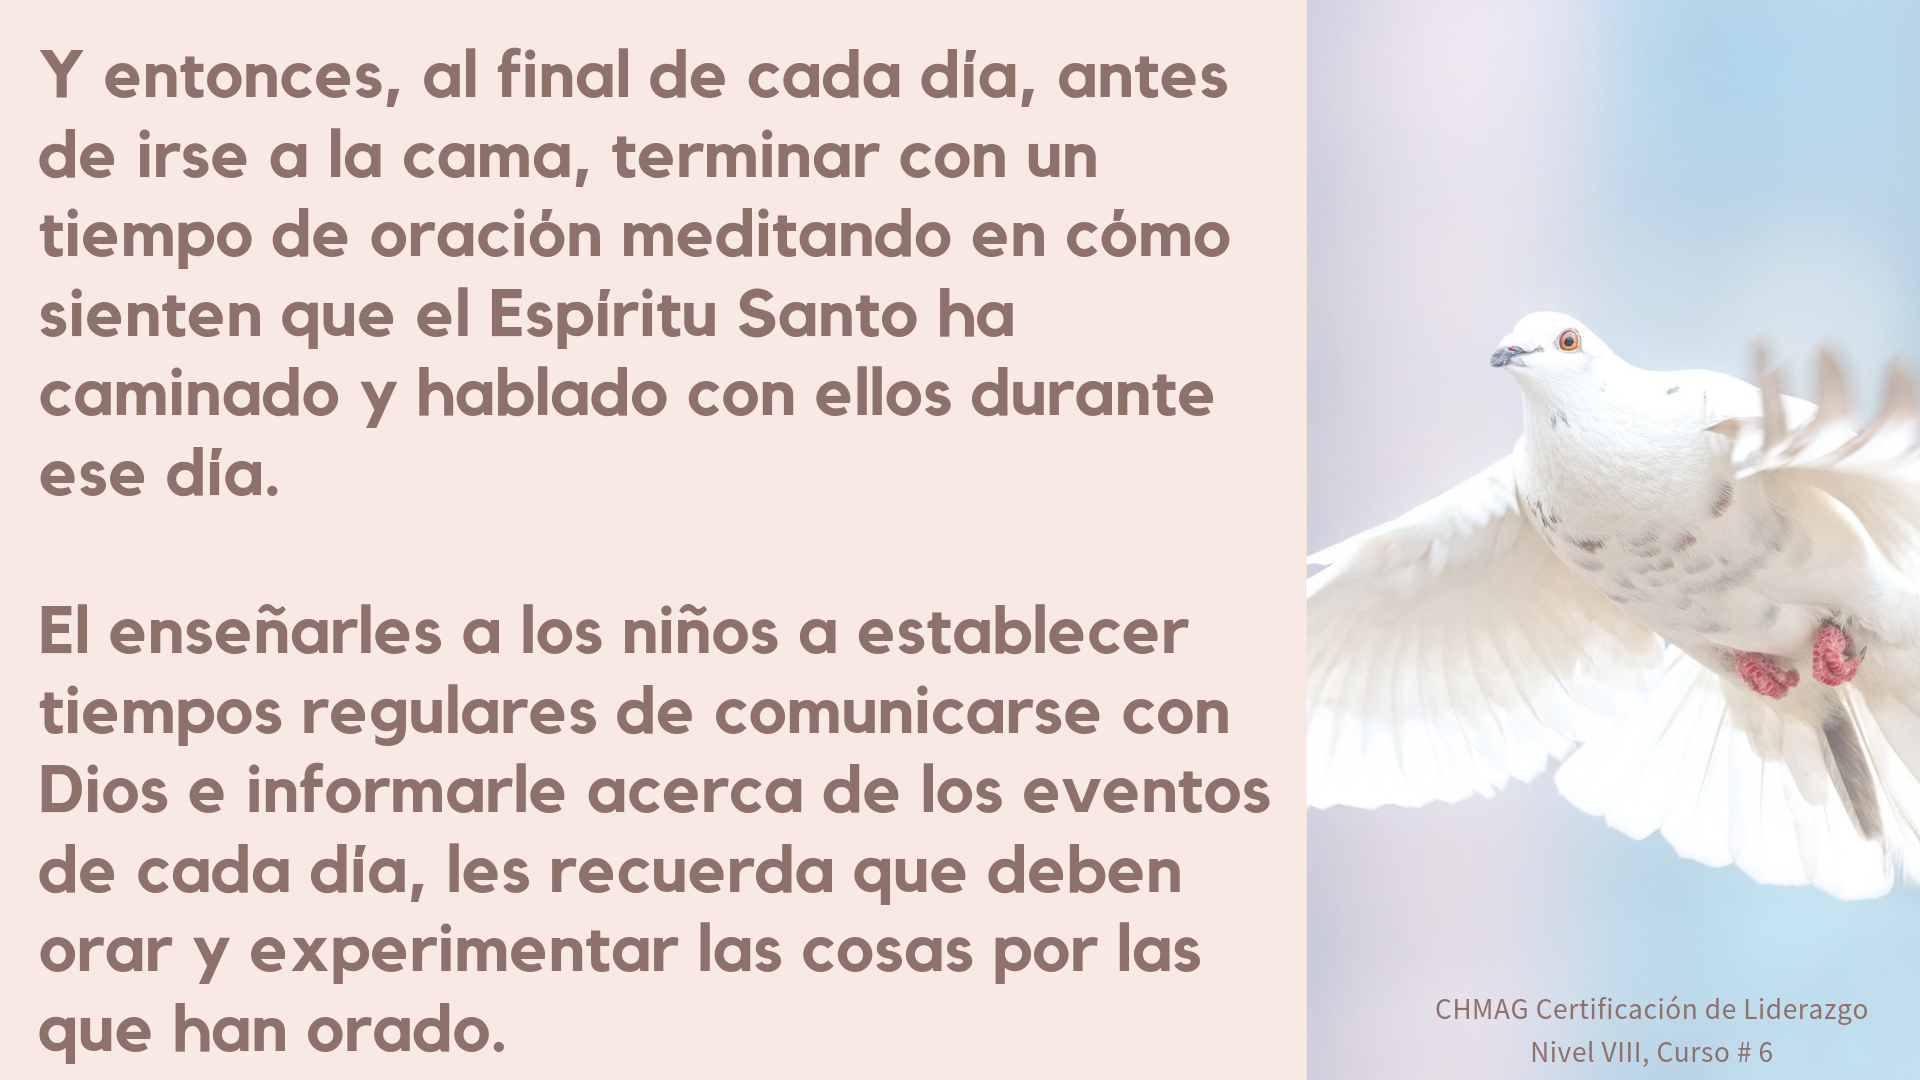 Y entonces, al final de cada día, antes
de irse a la cama, terminar con un
tiempo de oración meditando en cómo
sienten que el Espíritu Santo ha
caminado y hablado con ellos durante
ese día.
El enseñarles a los niños a establecer
tiempos regulares de comunicarse con
Dios e informarle acerca de los eventos
de cada día, les recuerda que deben
orar y experimentar las cosas por las
que han orado.
CHMAG Certificación de Liderazgo
Nivel VIII, Curso # 6